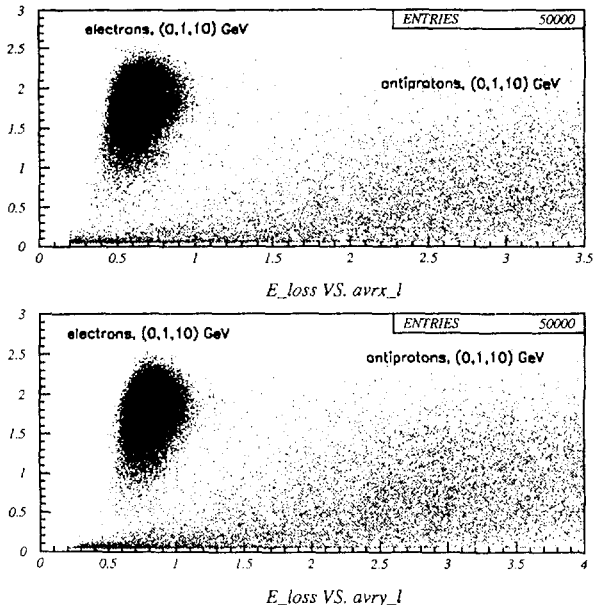 3
ENTRIES 50000
electrons, (0,1,10) GeV
2.5
antiprotons, (0,1,10) GeV
2
1.5
1
0.5
0
0 0.5 1 1.5 2 2.5 3 3.5
E_loss VS. avrx_l
3
ENTRIES 50000
electrons, (0,1,10) GeV
2.5
antiprotons, (0,1,10) GeV
2
1.5
1
0.5
0
0 0.5 1 1.5 2 2.5 3 3.5 4
E_loss VS. avry_l